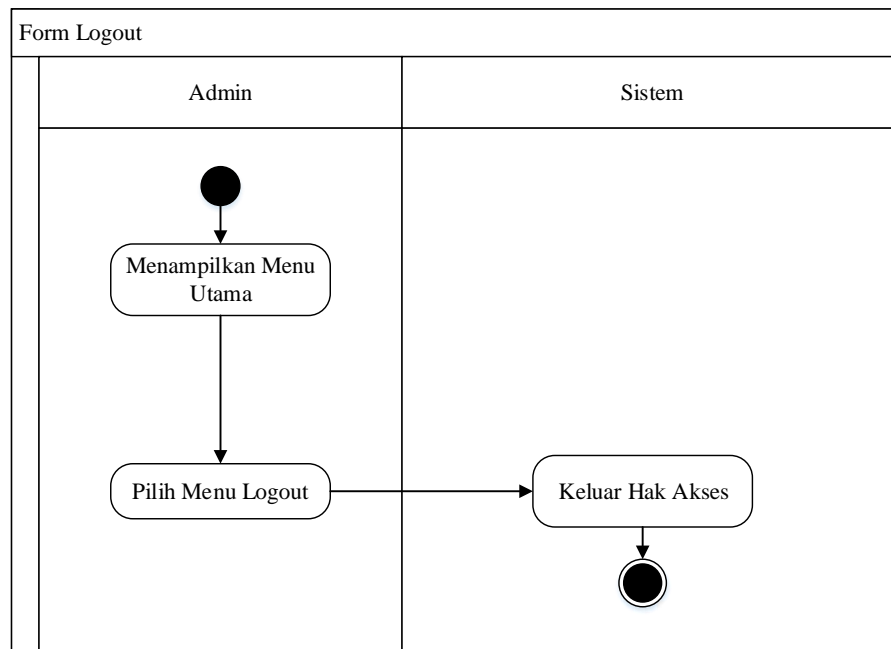 Form Logout
Admin
Sistem
Menampilkan Menu
Utama
Pilih Menu Logout
Keluar Hak Akses